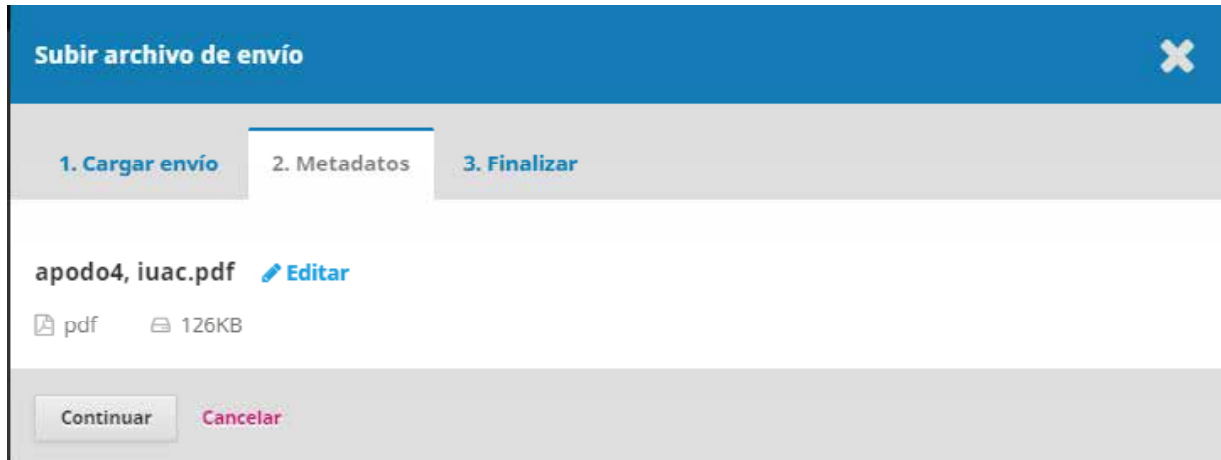 Subir archivo de envío
1. Cargar envío 2. Metadatos 3. Finalizar
apodo4, iuac.pdf Editar
pdf 126KB
Continuar Cancelar